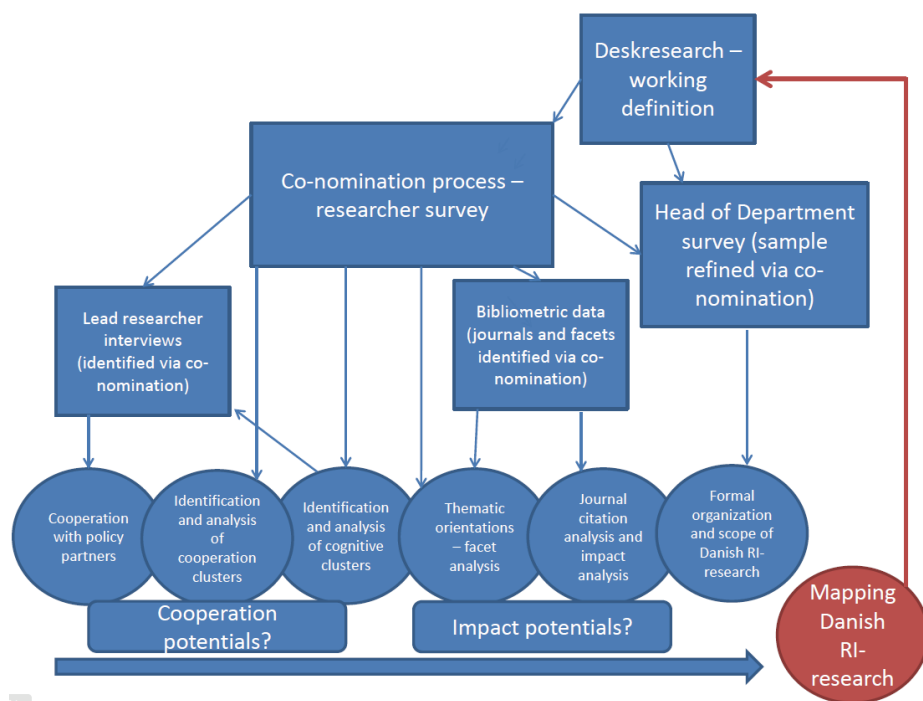 Deskresearch –
working
definition
Co-nomination process –
researcher survey
Head of Department
survey (sample
refined via co-
nomination)
Lead researcher
interviews
(identified via co-
nomination)
Bibliometric data
(journals and facets
identified via co-
nomination)
Cooperation
with policy
partners
Identification
and analysis
of
cooperation
clusters
Identification
and analysis
of cognitive
clusters
Thematic
orientations
– facet
analysis
Journal
citation
analysis and
impact
analysis
Formal
organization
and scope of
Danish RI-
research
Cooperation
potentials?
Impact potentials?
Mapping
Danish
RI-
research